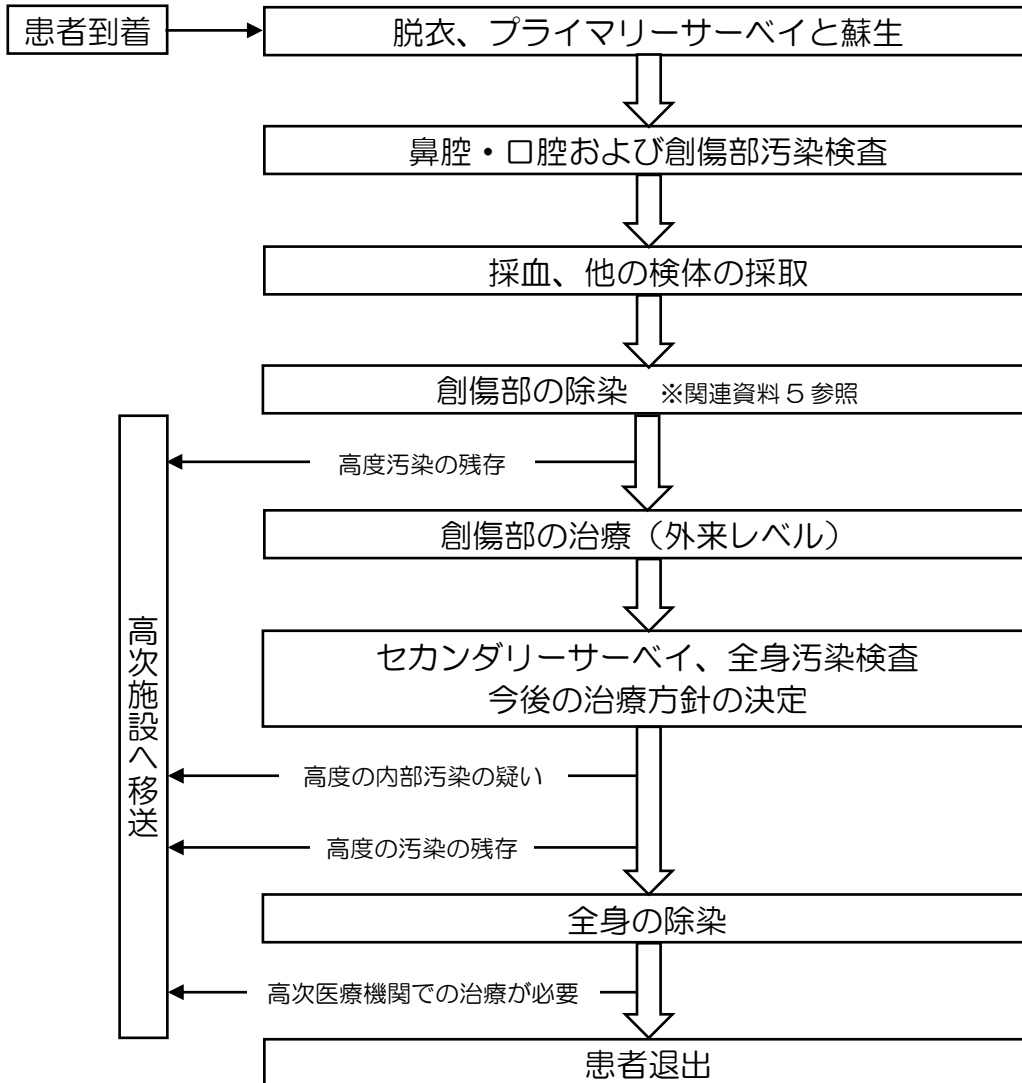 患者到着
脱衣、プライマリーサーベイと蘇生
鼻腔・口腔および創傷部汚染検査
採血、他の検体の採取
創傷部の除染 ※関連資料５参照
高度汚染の残存
創傷部の治療（外来レベル）
セカンダリーサーベイ、全身汚染検査
今後の治療方針の決定
高次施設へ移送
高度の内部汚染の疑い
高度の汚染の残存
全身の除染
高次医療機関での治療が必要
患者退出